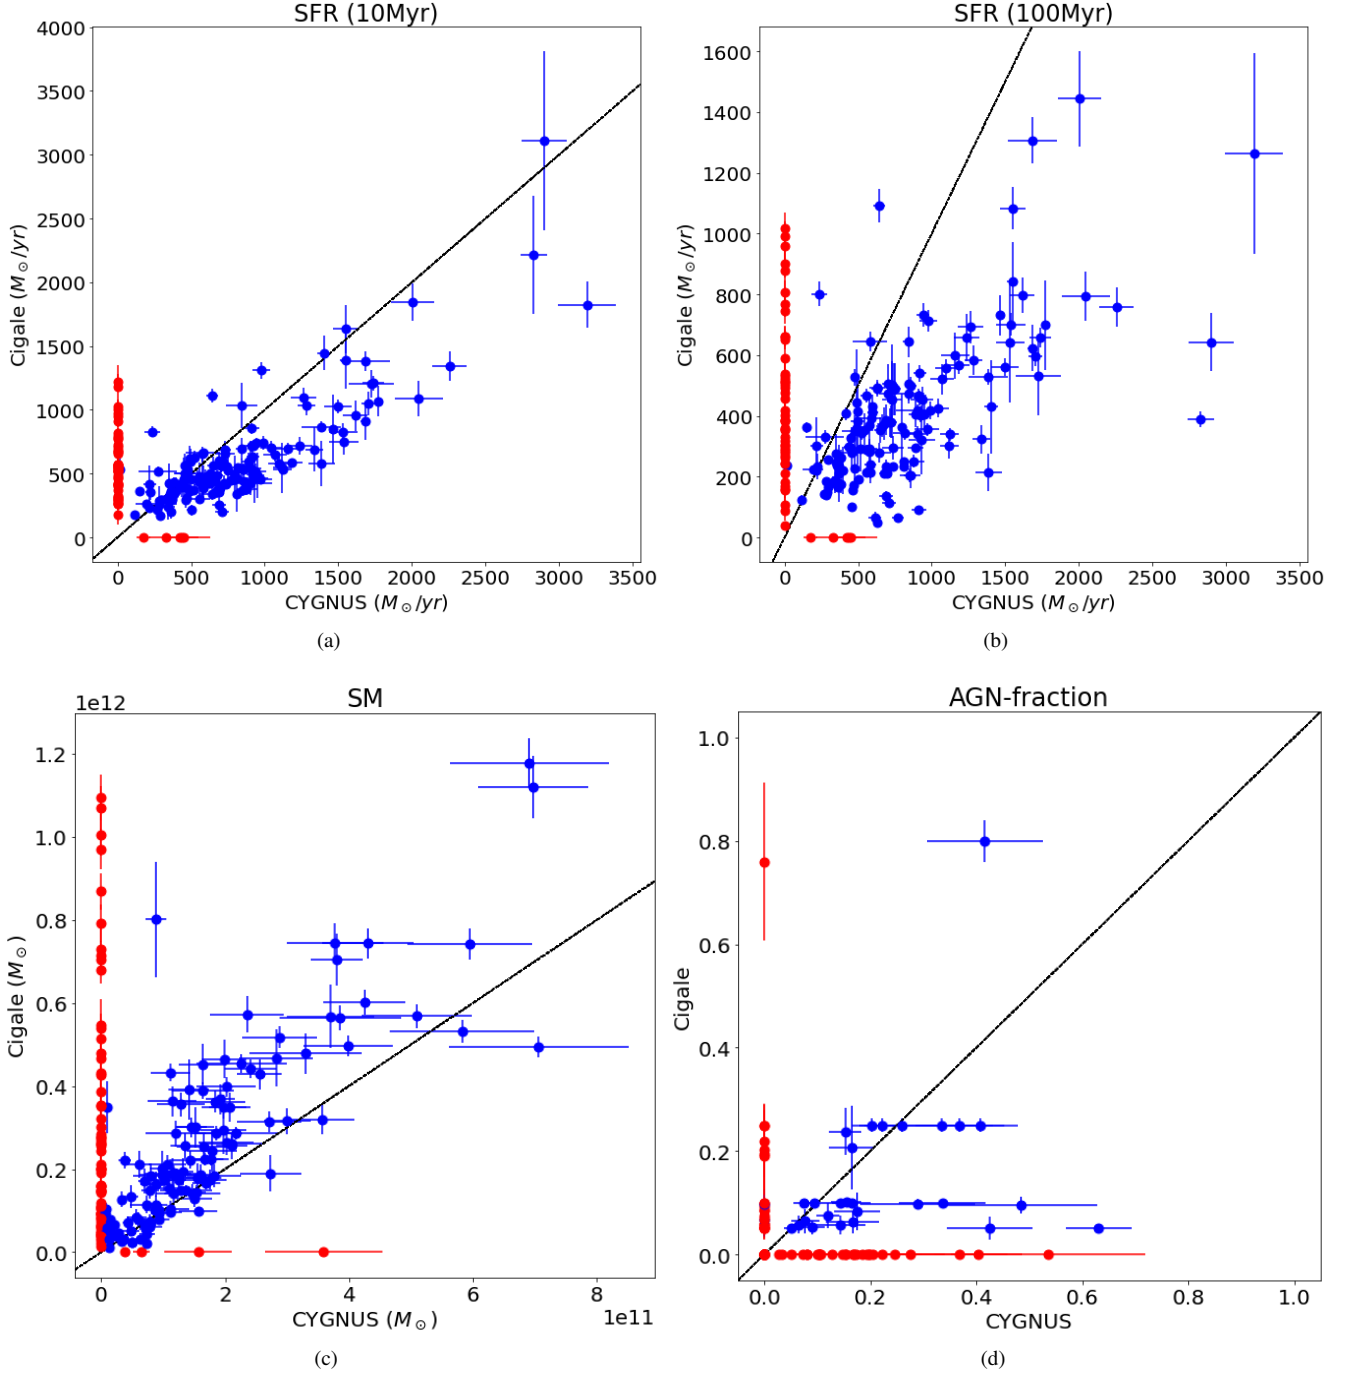 SFR (10Myr)
4000
3500
3000
2500
2000
1500
1000
500
0
Cigale (M⊙/yr)
0 500 1000 1500 2000 2500 3000 3500
CYGNUS (M⊙/yr)
(a)
SFR (100Myr)
1600
1400
1200
1000
800
600
400
200
0
Cigale (M⊙/yr)
0 500 1000 1500 2000 2500 3000 3500
CYGNUS (M⊙/yr)
(b)
SM
1e12
1.2
1.0
0.8
0.6
0.4
0.2
0.0
Cigale (M⊙)
0 2 4 6 8
CYGNUS (M⊙)
1e11
(c)
AGN-fraction
1.0
0.8
0.6
0.4
0.2
0.0
Cigale
0.0 0.2 0.4 0.6 0.8 1.0
CYGNUS
(d)